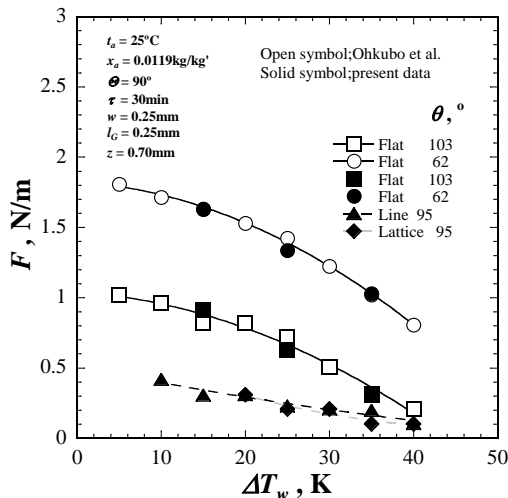 3
2.5
2
1.5
1
0.5
0
F , N/m
t_a = 25ºC
x_a = 0.0119kg/kg'
Θ = 90º
τ = 30min
w = 0.25mm
l_G = 0.25mm
z = 0.70mm
Open symbol;Ohkubo et al.
Solid symbol;present data
θ , º
Flat 103
Flat 62
Flat 103
Flat 62
Line 95
Lattice 95
0 10 20 30 40 50
ΔT_w , K